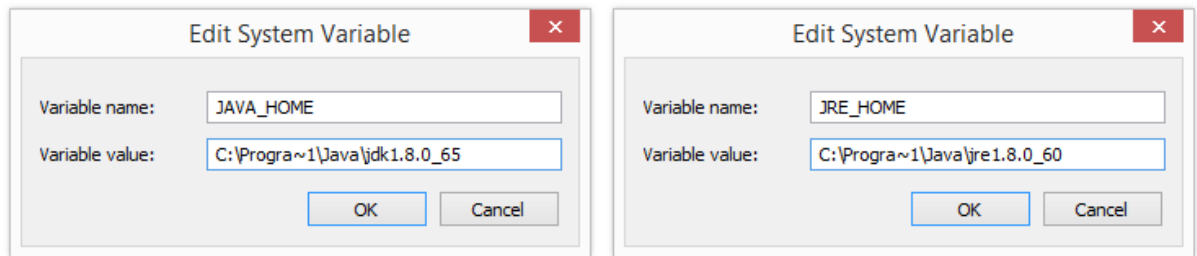 Edit System Variable
Variable name: JAVA_HOME
Variable value: C:\Progra~1\Java\jdk1.8.0_65
OK Cancel
Edit System Variable
Variable name: JRE_HOME
Variable value: C:\Progra~1\Java\jre1.8.0_60
OK Cancel